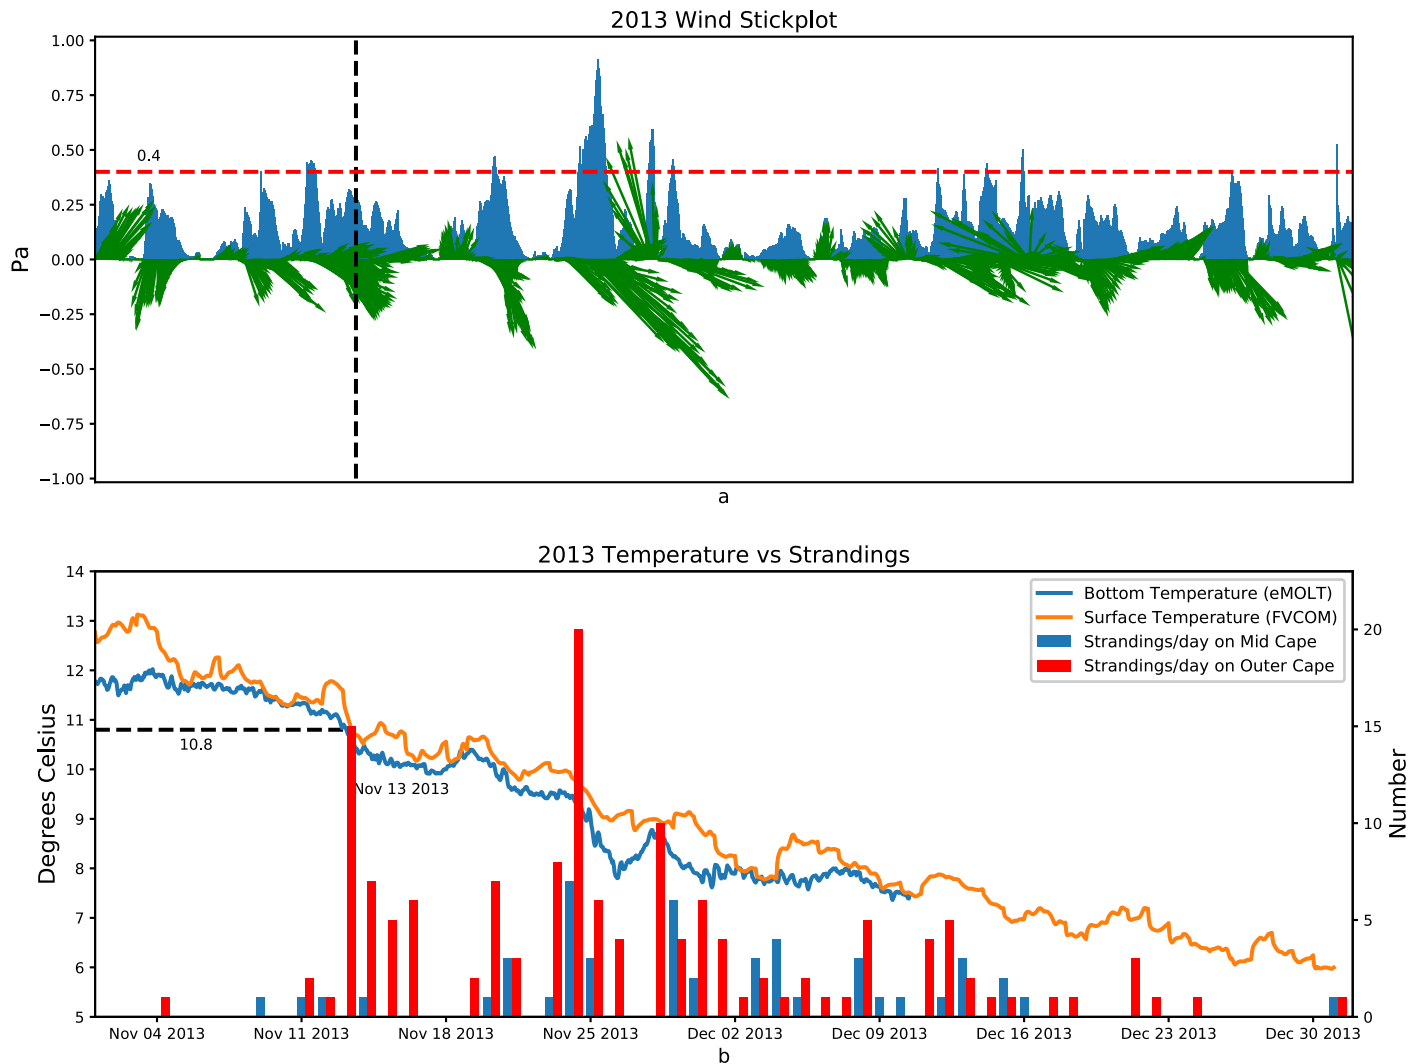 2013 Wind Stickplot
1.00
0.75
0.50
0.25
0.00
−0.25
−0.50
−0.75
−1.00
Pa
0.4
a
2013 Temperature vs Strandings
14
13
12
11
10
9
8
7
6
5
Degrees Celsius
10.8
Nov 13 2013
Bottom Temperature (eMOLT)
Surface Temperature (FVCOM)
Strandings/day on Mid Cape
Strandings/day on Outer Cape
20
15
10
5
0
Number
Nov 04 2013 Nov 11 2013 Nov 18 2013 Nov 25 2013 Dec 02 2013 Dec 09 2013 Dec 16 2013 Dec 23 2013 Dec 30 2013
b